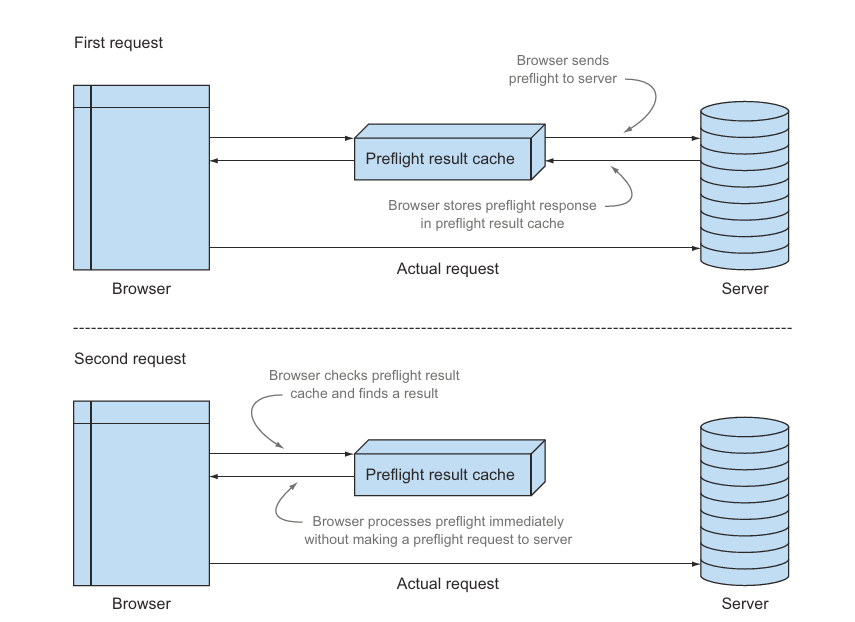 First request
Browser sends
preflight to server
Preflight result cache
Browser stores preflight response
in preflight result cache
Actual request
Browser
Server
Second request
Browser checks preflight result
cache and finds a result
Preflight result cache
Browser processes preflight immediately
without making a preflight request to server
Actual request
Browser
Server